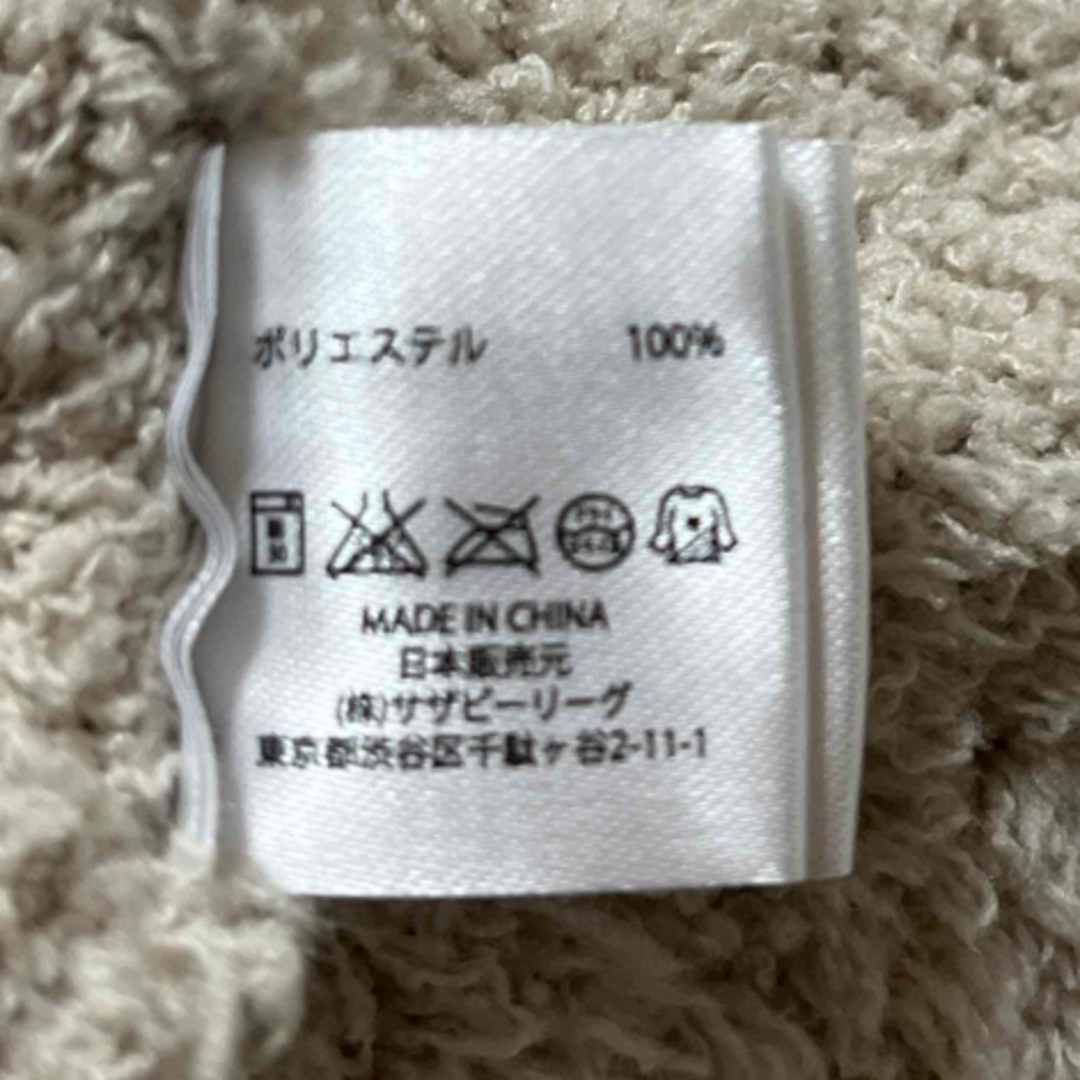 ポリエステル 100%
MADE IN CHINA
日本販売元
(株)サザビーリーグ
東京都渋谷区千駄ヶ谷2-11-1